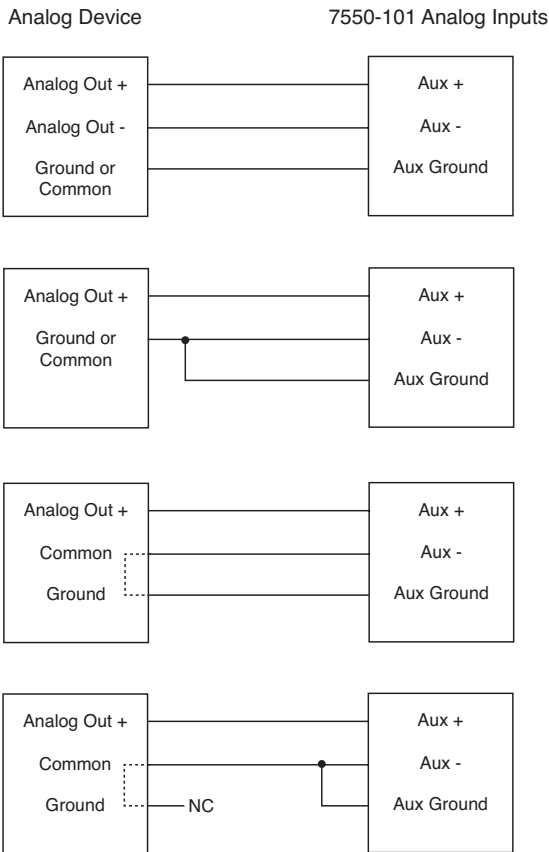 Analog Device
7550-101 Analog Inputs
Analog Out +
Aux +
Analog Out -
Aux -
Ground or
Common
Aux Ground
Analog Out +
Aux +
Ground or
Common
Aux -
Aux Ground
Analog Out +
Aux +
Common
Aux -
Ground
Aux Ground
Analog Out +
Aux +
Common
Aux -
Ground
NC
Aux Ground